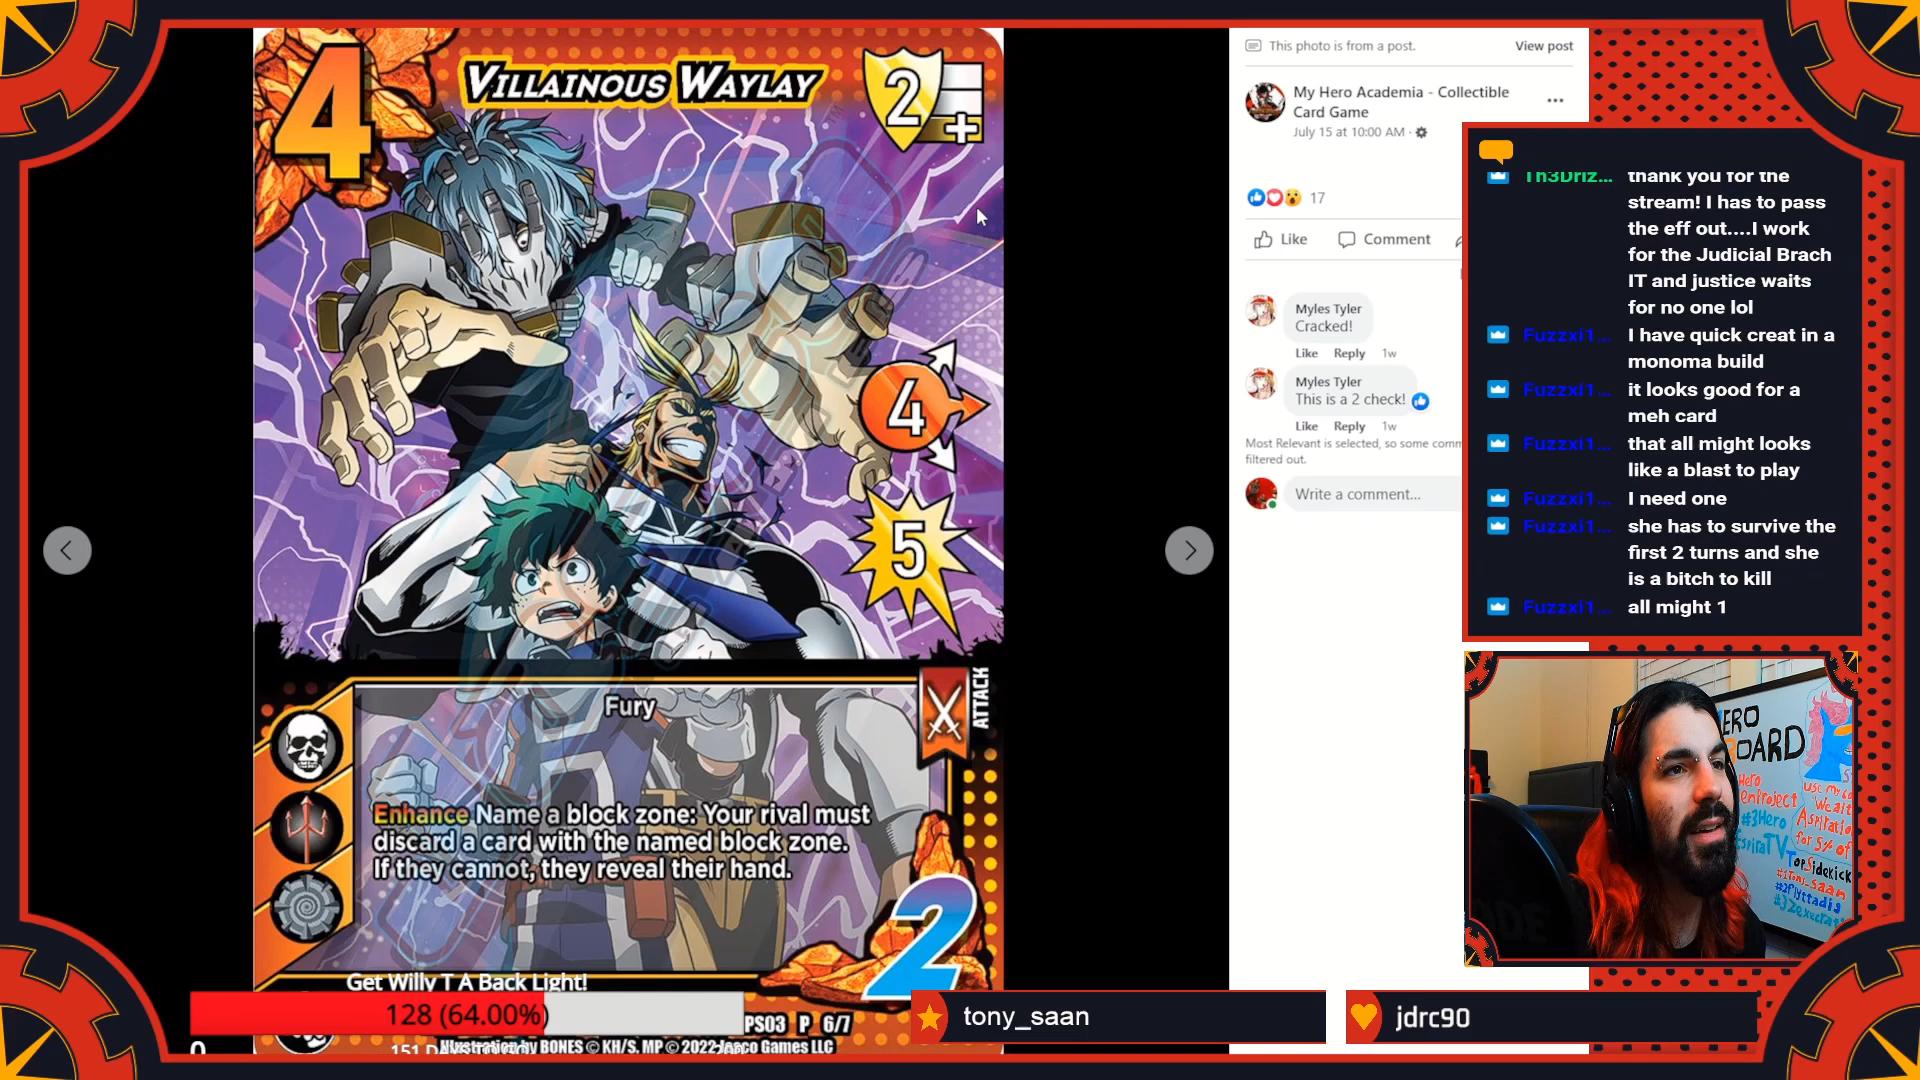 4
VILLAINOUS WAYLAY
2
+
4
5
ATTACK
Fury
Enhance Name a block zone: Your rival must
discard a card with the named block zone.
If they cannot, they reveal their hand.
2
Get Willy T A Back Light!
128 (64.00%)
0
PS03 P 6/7
Illustration by BONES © KH/S, MP © 2022 Jasco Games LLC
tony_saan
jdrc90
This photo is from a post.
View post
My Hero Academia - Collectible
Card Game
July 15 at 10:00 AM ·
17
Like
Comment
Myles Tyler
Cracked!
Like Reply 1w
Myles Tyler
This is a 2 check!
Like Reply 1w
Most Relevant is selected, so some comm
filtered out.
Write a comment...
Th3Driz... thank you for the
stream! I has to pass
the eff out....I work
for the Judicial Brach
IT and justice waits
for no one lol
Fuzzxi1... I have quick creat in a
monoma build
Fuzzxi1... it looks good for a
meh card
Fuzzxi1... that all might looks
like a blast to play
Fuzzxi1... I need one
Fuzzxi1... she has to survive the
first 2 turns and she
is a bitch to kill
Fuzzxi1... all might 1
ERO
OARD
Hero
#3Hero
TopSidekick
#1Tony_saan